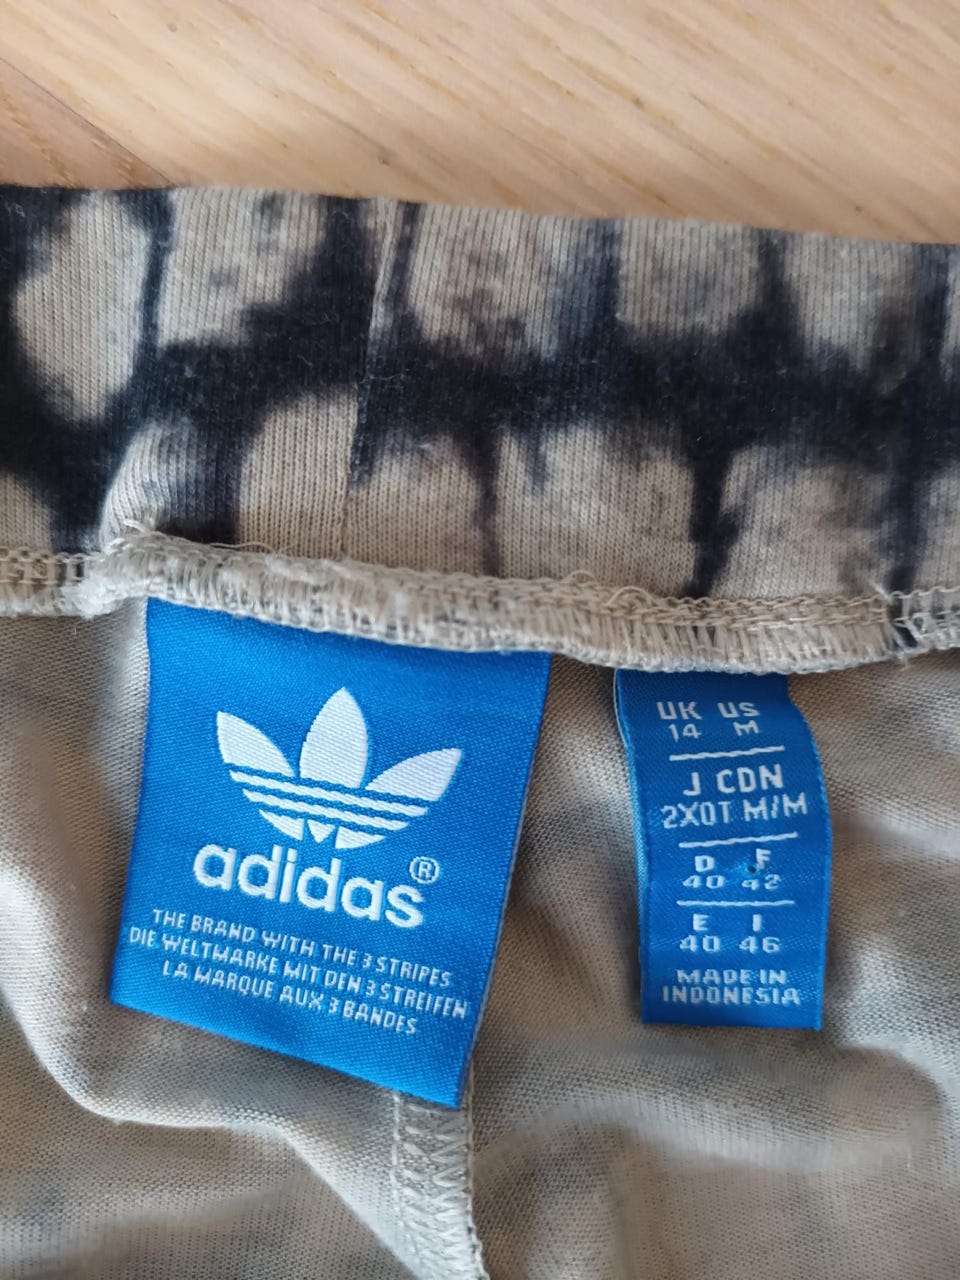 adidas®
THE BRAND WITH THE 3 STRIPES
DIE WELTMARKE MIT DEN 3 STREIFEN
LA MARQUE AUX 3 BANDES
UK US
14 M
J CDN
2XOT M/M
D F
40 42
E I
40 46
MADE IN
INDONESIA